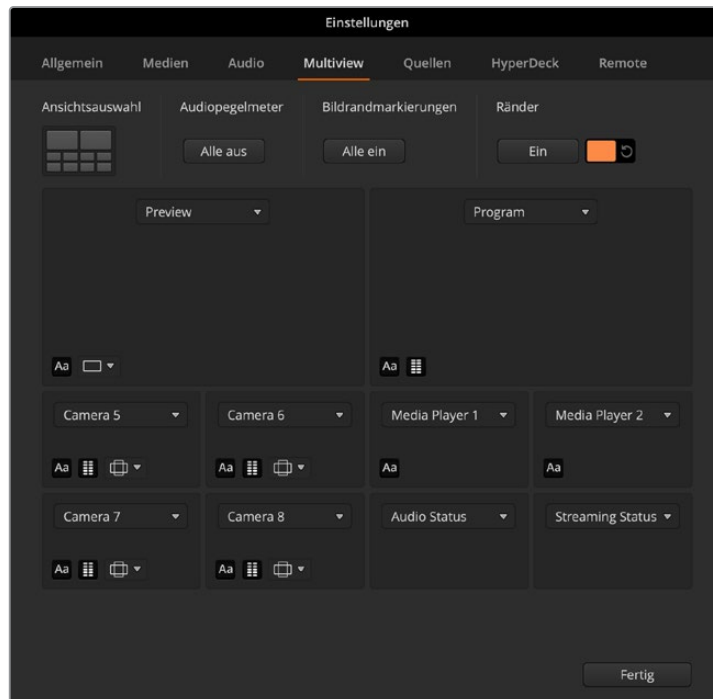 Einstellungen
Allgemein Medien Audio Multiview Quellen HyperDeck Remote
Ansichtsauswahl Audiopegelmeter Bildrandmarkierungen Ränder
Alle aus Alle ein Ein
Preview Program
Aa Aa
Camera 5 Camera 6 Media Player 1 Media Player 2
Aa Aa Aa Aa
Camera 7 Camera 8 Audio Status Streaming Status
Aa Aa
Fertig